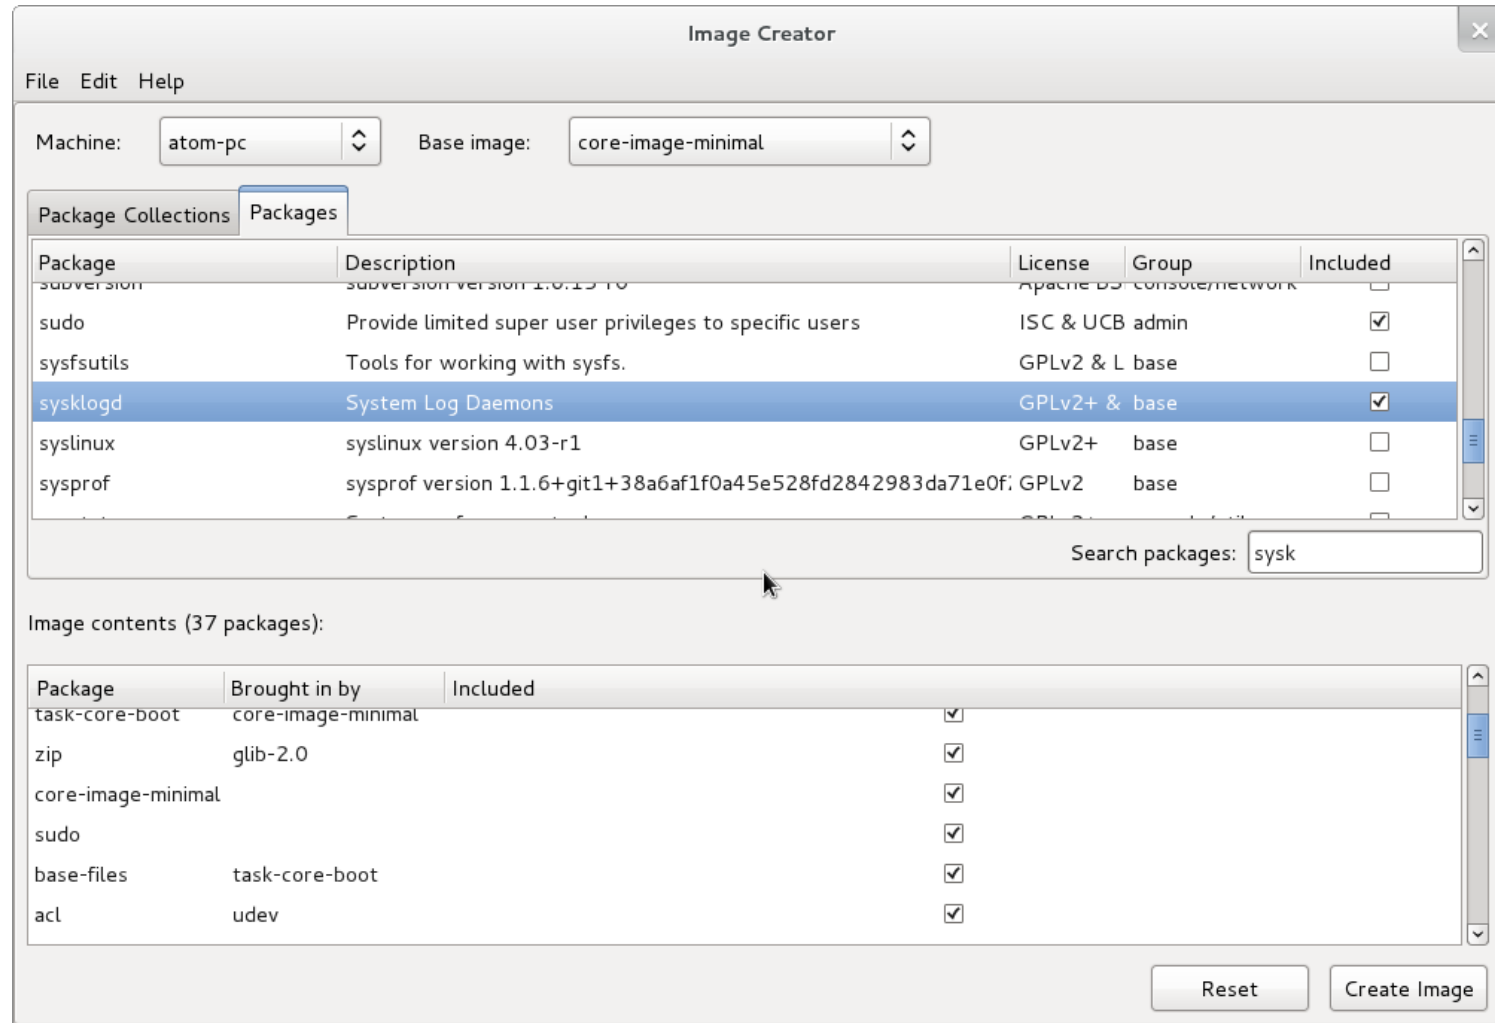 Image Creator
File Edit Help
Machine: atom-pc Base image: core-image-minimal
Package Collections Packages
Package Description License Group Included
subversion subversion version console/network
sudo Provide limited super user privileges to specific users ISC & UCB admin
sysfsutils Tools for working with sysfs. GPLv2 & L base
sysklogd System Log Daemons GPLv2+ & base
syslinux syslinux version 4.03-r1 GPLv2+ base
sysprof sysprof version 1.1.6+git1+38a6af1f0a45e528fd2842983da71e0f GPLv2 base
Search packages: sysk
Image contents (37 packages):
Package Brought in by Included
task-core-boot core-image-minimal
zip glib-2.0
core-image-minimal
sudo
base-files task-core-boot
acl udev
Reset Create Image